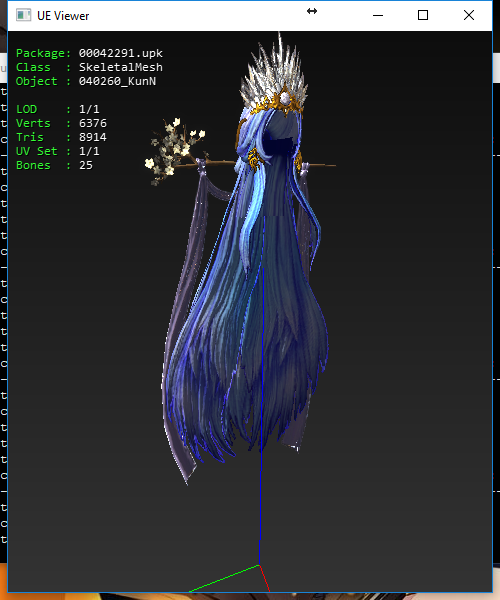 UE Viewer
Package: 00042291.upk
Class : SkeletalMesh
Object : 040260_KunN
LOD : 1/1
Verts : 6376
Tris : 8914
UV Set : 1/1
Bones : 25